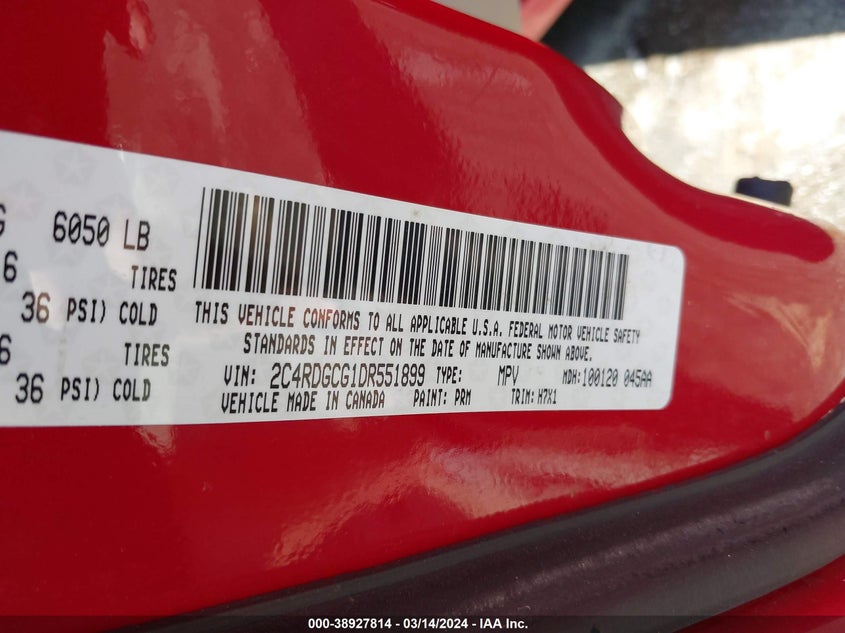 G 6050 LB
6 TIRES
36 PSI) COLD
6 TIRES
36 PSI) COLD
THIS VEHICLE CONFORMS TO ALL APPLICABLE U.S.A. FEDERAL MOTOR VEHICLE SAFETY
STANDARDS IN EFFECT ON THE DATE OF MANUFACTURE SHOWN ABOVE.
VIN: 2C4RDGCG1DR551899 TYPE: MPV MDH: 100120 045AA
VEHICLE MADE IN CANADA PAINT: PRM TRIM: H7X1
000-38927814 - 03/14/2024 - IAA Inc.